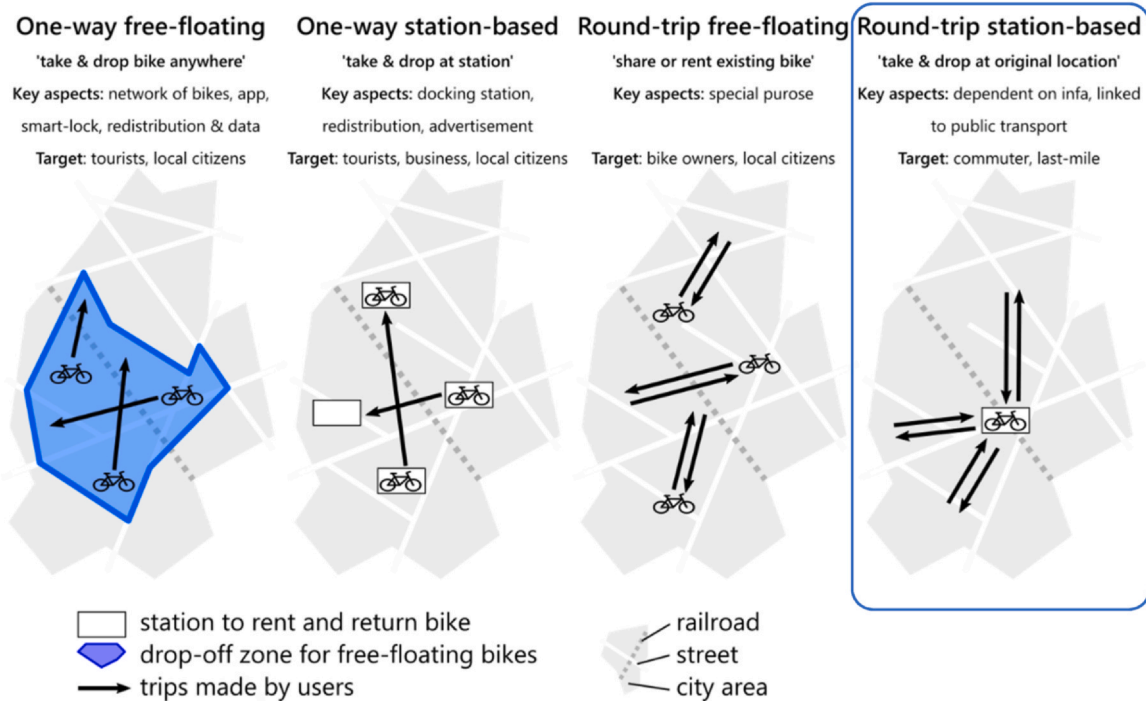 One-way free-floating
'take & drop bike anywhere'
Key aspects: network of bikes, app,
smart-lock, redistribution & data
Target: tourists, local citizens
One-way station-based
'take & drop at station'
Key aspects: docking station,
redistribution, advertisement
Target: tourists, business, local citizens
Round-trip free-floating
'share or rent existing bike'
Key aspects: special purose
Target: bike owners, local citizens
Round-trip station-based
'take & drop at original location'
Key aspects: dependent on infa, linked
to public transport
Target: commuter, last-mile
station to rent and return bike
drop-off zone for free-floating bikes
trips made by users
railroad
street
city area